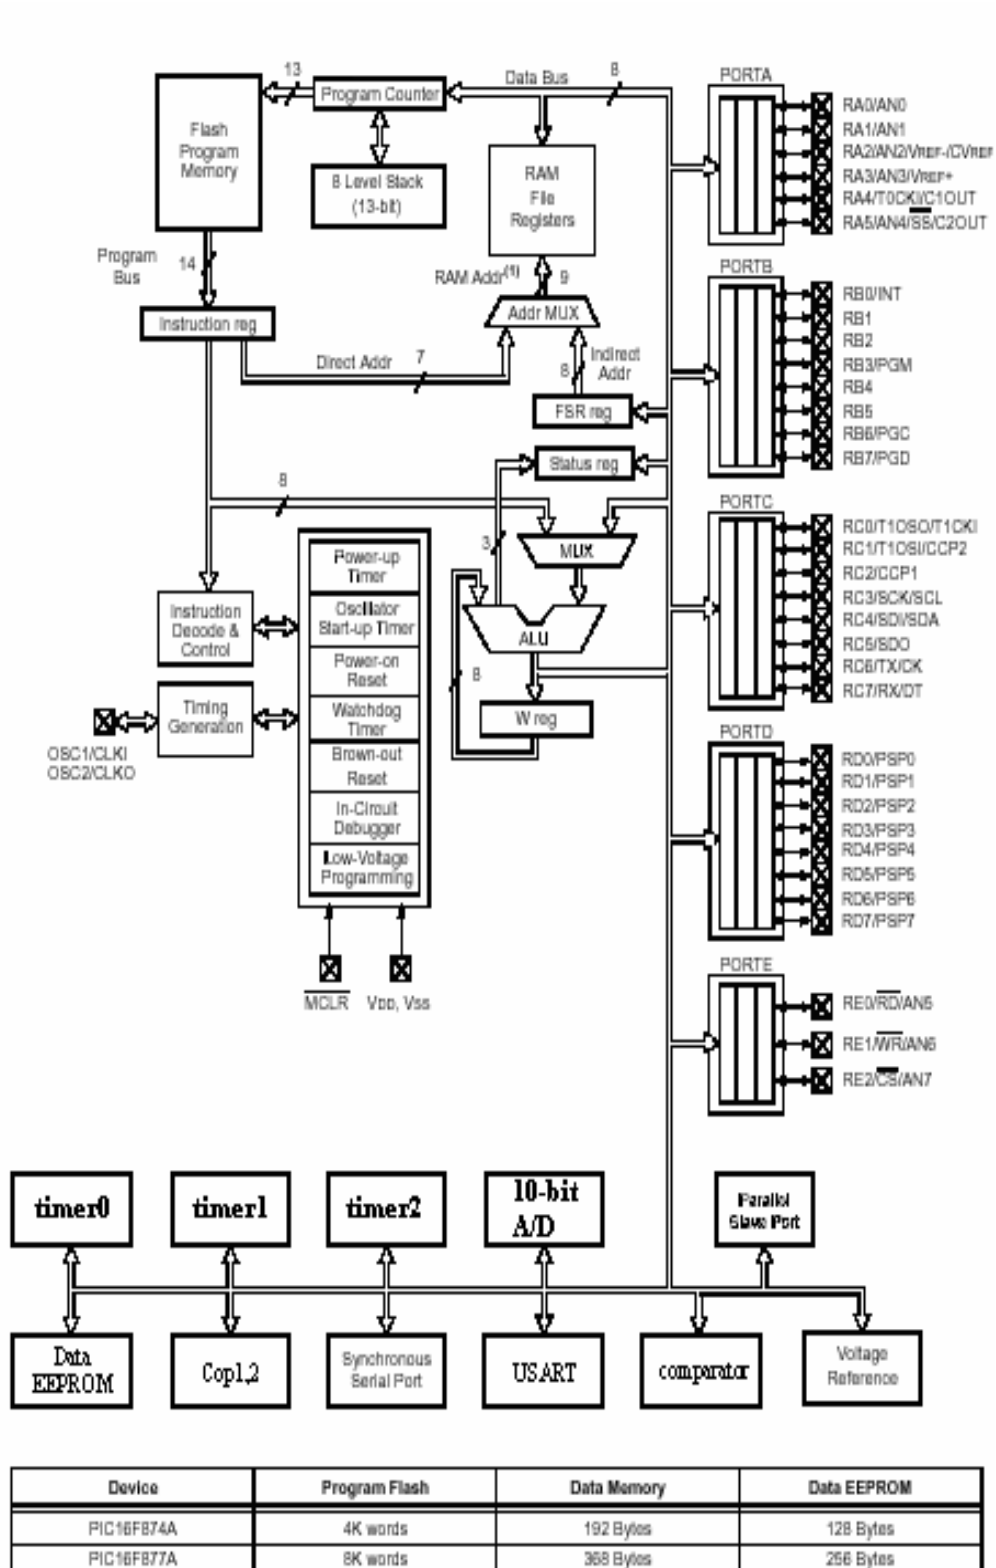 13
Data Bus
8
PORTA
Program Counter
Flash
Program
Memory
8 Level Stack
(13-bit)
RAM
File
Registers
RA0/AN0
RA1/AN1
RA2/AN2/VREF-/CVREF
RA3/AN3/VREF+
RA4/T0CKI/C1OUT
RA5/AN4/SS/C2OUT
Program
Bus
14
RAM Addr(1)
9
PORTB
Instruction reg
Addr MUX
Direct Addr
7
8
Indirect
Addr
FSR reg
RB0/INT
RB1
RB2
RB3/PGM
RB4
RB5
RB6/PGC
RB7/PGD
Status reg
8
3
PORTC
MUX
Power-up
Timer
Oscillator
Start-up Timer
Power-on
Reset
Watchdog
Timer
Brown-out
Reset
In-Circuit
Debugger
Low-Voltage
Programming
Instruction
Decode &
Control
Timing
Generation
OSC1/CLKI
OSC2/CLKO
ALU
8
W reg
RC0/T1OSO/T1CKI
RC1/T1OSI/CCP2
RC2/CCP1
RC3/SCK/SCL
RC4/SDI/SDA
RC5/SDO
RC6/TX/CK
RC7/RX/DT
PORTD
RD0/PSP0
RD1/PSP1
RD2/PSP2
RD3/PSP3
RD4/PSP4
RD5/PSP5
RD6/PSP6
RD7/PSP7
MCLR
VDD, VSS
PORTE
RE0/RD/AN5
RE1/WR/AN6
RE2/CS/AN7
timer0
timer1
timer2
10-bit
A/D
Parallel
Slave Port
Data
EEPROM
Cop1,2
Synchronous
Serial Port
USART
comparator
Voltage
Reference
Device Program Flash Data Memory Data EEPROM
PIC16F874A 4K words 192 Bytes 128 Bytes
PIC16F877A 8K words 368 Bytes 256 Bytes